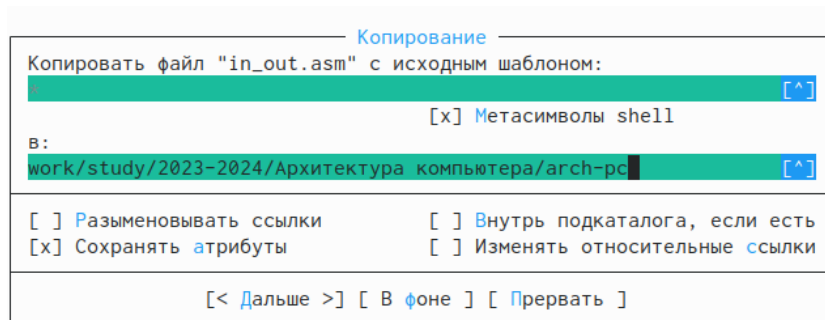 Копирование
Копировать файл "in_out.asm" с исходным шаблоном:
* [^]
[x] Метасимволы shell
в:
work/study/2023-2024/Архитектура компьютера/arch-pc [^]
[ ] Разыменовывать ссылки [ ] Внутрь подкаталога, если есть
[x] Сохранять атрибуты [ ] Изменять относительные ссылки
[< Дальше >] [ В фоне ] [ Прервать ]